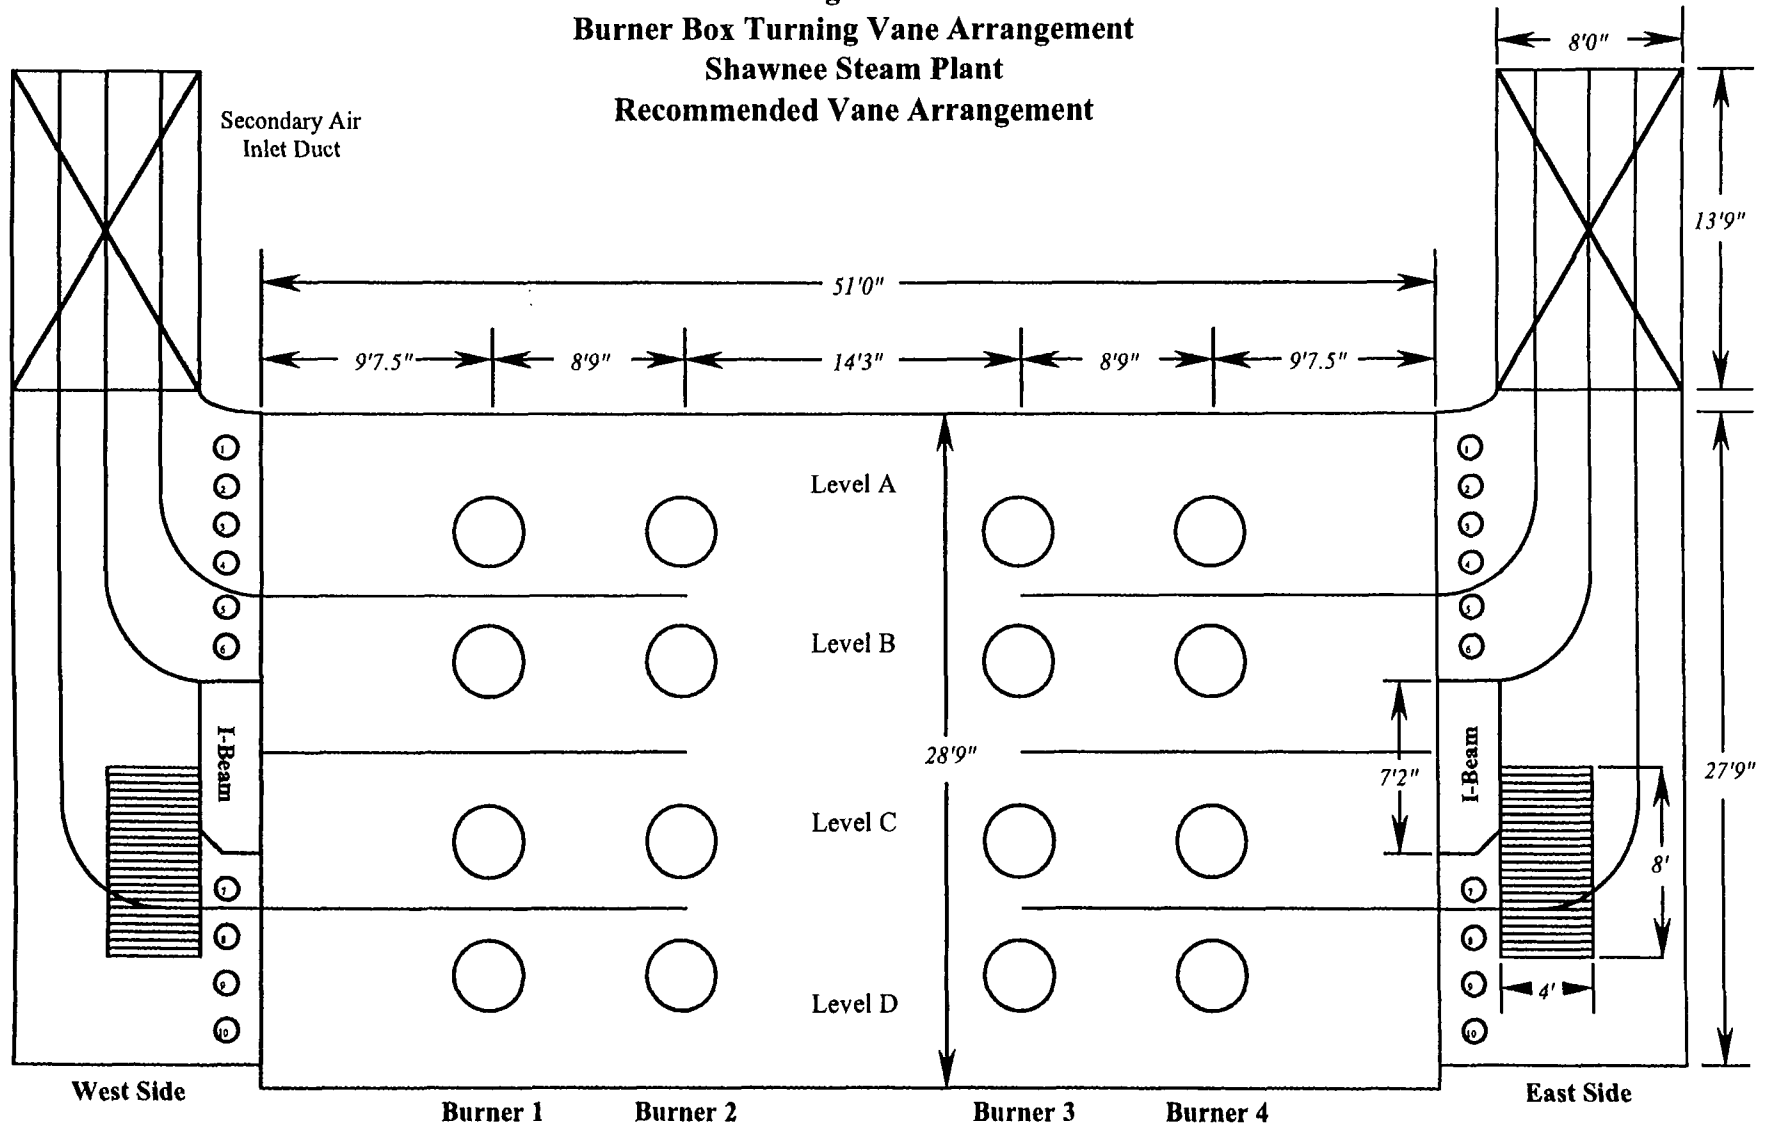 Burner Box Turning Vane Arrangement
Shawnee Steam Plant
Recommended Vane Arrangement
8'0"
Secondary Air
Inlet Duct
13'9"
51'0"
9'7.5"
8'9"
14'3"
8'9"
9'7.5"
1
1
Level A
2
2
3
3
4
4
5
5
Level B
6
6
I-Beam
28'9"
7'2"
I-Beam
27'9"
Level C
8'
7
7
8
8
9
9
4'
Level D
10
10
West Side
East Side
Burner 1
Burner 2
Burner 3
Burner 4